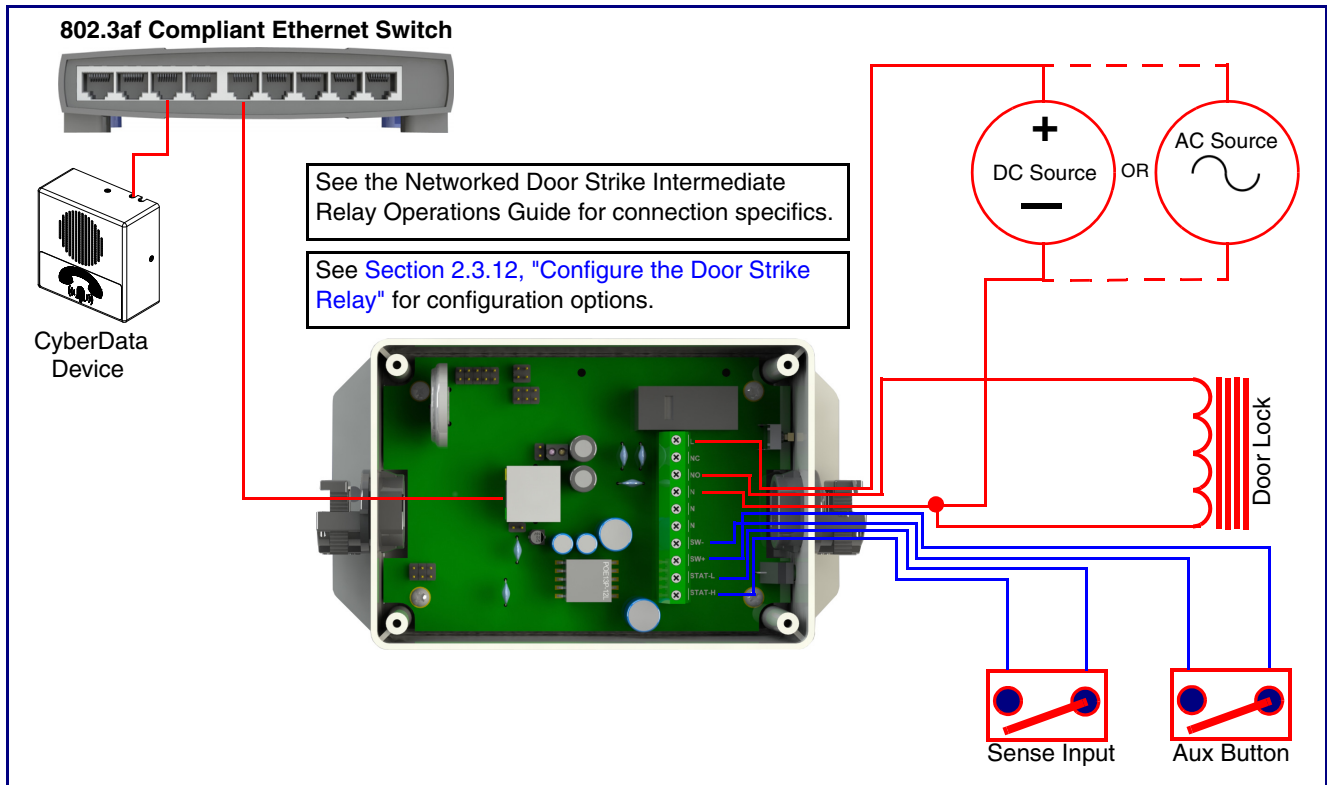 802.3af Compliant Ethernet Switch
See the Networked Door Strike Intermediate
Relay Operations Guide for connection specifics.
See Section 2.3.12, "Configure the Door Strike
Relay" for configuration options.
CyberData
Device
+
DC Source
—
OR
AC Source
Door Lock
L
NC
NO
N
N
N
SW-
SW+
STAT-L
STAT-H
Sense Input
Aux Button